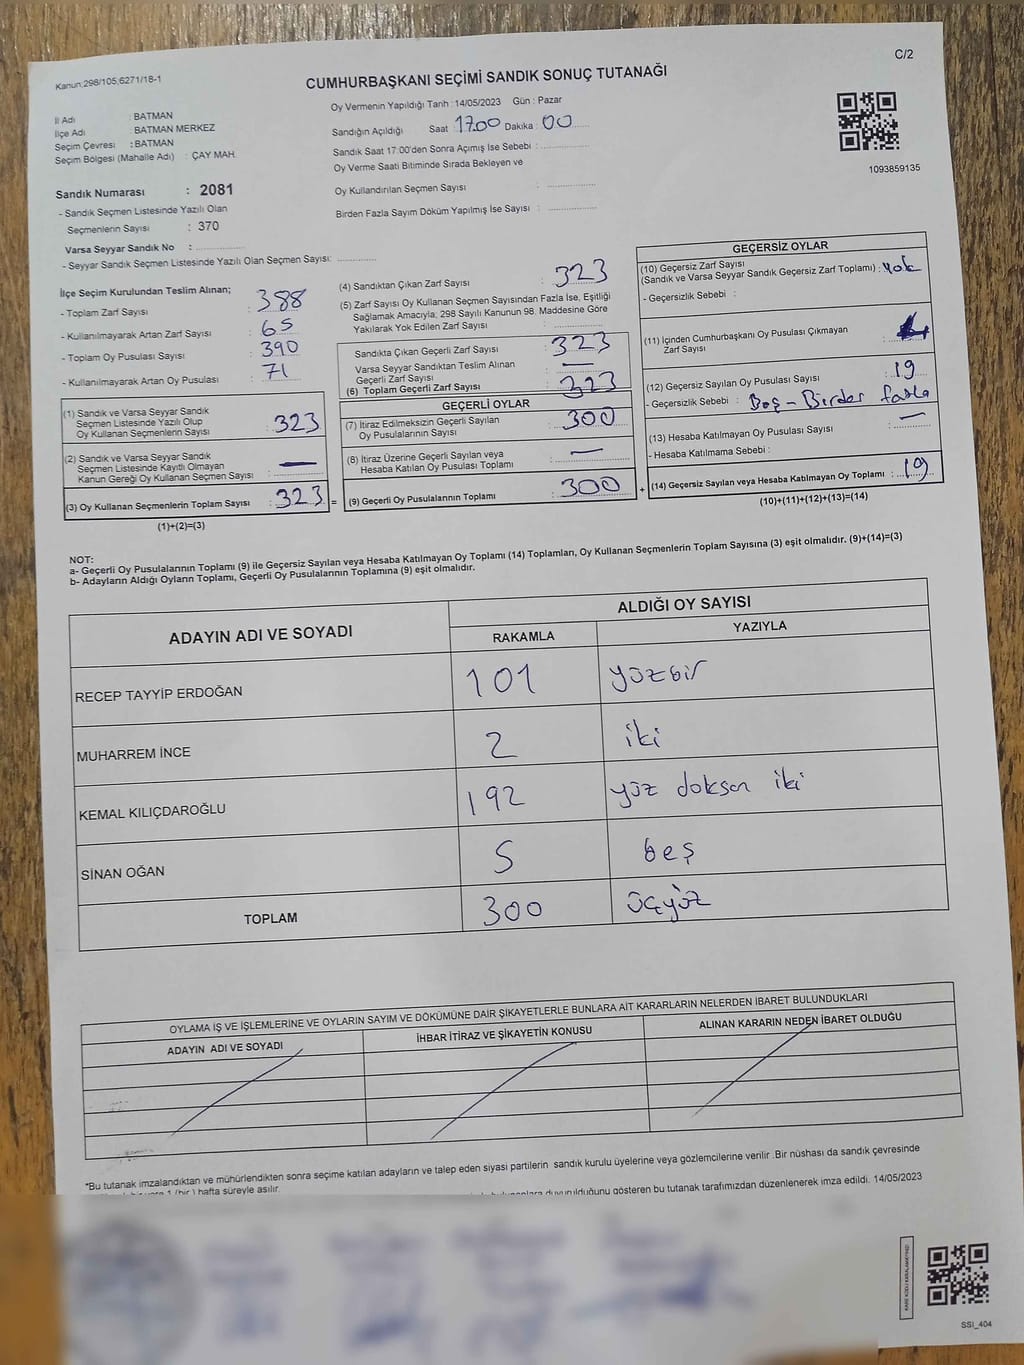 Kanun:298/105,6271/18-1
C/2
CUMHURBAŞKANI SEÇİMİ SANDIK SONUÇ TUTANAĞI
İl Adı : BATMAN
İlçe Adı : BATMAN MERKEZ
Seçim Çevresi : BATMAN
Seçim Bölgesi (Mahalle Adı) : ÇAY MAH.
Sandık Numarası : 2081
- Sandık Seçmen Listesinde Yazılı Olan
Seçmenlerin Sayısı : 370
Varsa Seyyar Sandık No :
- Seyyar Sandık Seçmen Listesinde Yazılı Olan Seçmen Sayısı:
Oy Vermenin Yapıldığı Tarih : 14/05/2023 Gün : Pazar
Sandığın Açıldığı Saat 17.00 Dakika : 00
Sandık Saat 17:00'den Sonra Açımış İse Sebebi :
Oy Verme Saati Bitiminde Sırada Bekleyen ve
Oy Kullandırılan Seçmen Sayısı :
Birden Fazla Sayım Döküm Yapılmış İse Sayısı :
1093859135
İlçe Seçim Kurulundan Teslim Alınan;
- Toplam Zarf Sayısı : 388
- Kullanılmayarak Artan Zarf Sayısı : 65
- Toplam Oy Pusulası Sayısı : 390
- Kullanılmayarak Artan Oy Pusulası : 71
(1) Sandık ve Varsa Seyyar Sandık
Seçmen Listesinde Yazılı Olup
Oy Kullanan Seçmenlerin Sayısı : 323
(2) Sandık ve Varsa Seyyar Sandık
Seçmen Listesinde Kayıtlı Olmayan
Kanun Gereği Oy Kullanan Seçmen Sayısı : —
(3) Oy Kullanan Seçmenlerin Toplam Sayısı : 323 =
(1)+(2)=(3)
(4) Sandıktan Çıkan Zarf Sayısı : 323
(5) Zarf Sayısı Oy Kullanan Seçmen Sayısından Fazla İse, Eşitliği
Sağlamak Amacıyla, 298 Sayılı Kanunun 98. Maddesine Göre
Yakılarak Yok Edilen Zarf Sayısı :
Sandıkta Çıkan Geçerli Zarf Sayısı : 323
Varsa Seyyar Sandıktan Teslim Alınan
Geçerli Zarf Sayısı : —
(6) Toplam Geçerli Zarf Sayısı : 323
GEÇERLİ OYLAR
(7) İtiraz Edilmeksizin Geçerli Sayılan
Oy Pusulalarının Sayısı : 300
(8) İtiraz Üzerine Geçerli Sayılan veya
Hesaba Katılan Oy Pusulası Toplamı : —
(9) Geçerli Oy Pusulalarının Toplamı : 300 +
GEÇERSİZ OYLAR
(10) Geçersiz Zarf Sayısı
(Sandık ve Varsa Seyyar Sandık Geçersiz Zarf Toplamı) : Yok
- Geçersizlik Sebebi :
(11) İçinden Cumhurbaşkanı Oy Pusulası Çıkmayan
Zarf Sayısı :
(12) Geçersiz Sayılan Oy Pusulası Sayısı : 19
- Geçersizlik Sebebi : Boş - Birden fazla
(13) Hesaba Katılmayan Oy Pusulası Sayısı : —
- Hesaba Katılmama Sebebi :
(14) Geçersiz Sayılan veya Hesaba Katılmayan Oy Toplamı : 19
(10)+(11)+(12)+(13)=(14)
NOT:
a- Geçerli Oy Pusulalarının Toplamı (9) ile Geçersiz Sayılan veya Hesaba Katılmayan Oy Toplamı (14) Toplamları, Oy Kullanan Seçmenlerin Toplam Sayısına (3) eşit olmalıdır. (9)+(14)=(3)
b- Adayların Aldığı Oyların Toplamı, Geçerli Oy Pusulalarının Toplamına (9) eşit olmalıdır.
ADAYIN ADI VE SOYADI
ALDIĞI OY SAYISI
RAKAMLA YAZIYLA
RECEP TAYYİP ERDOĞAN 101 yüzbir
MUHARREM İNCE 2 iki
KEMAL KILIÇDAROĞLU 192 yüz doksan iki
SİNAN OĞAN 5 beş
TOPLAM 300 üçyüz
OYLAMA İŞ VE İŞLEMLERİNE VE OYLARIN SAYIM VE DÖKÜMÜNE DAİR ŞİKAYETLERLE BUNLARA AİT KARARLARIN NELERDEN İBARET BULUNDUKLARI
ADAYIN ADI VE SOYADI İHBAR İTİRAZ VE ŞİKAYETİN KONUSU ALINAN KARARIN NEDEN İBARET OLDUĞU
*Bu tutanak imzalandıktan ve mühürlendikten sonra seçime katılan adayların ve talep eden siyasi partilerin sandık kurulu üyelerine veya gözlemcilerine verilir .Bir nüshası da sandık çevresinde
1 (bir ) hafta süreyle asılır.
duyurulduğunu gösteren bu tutanak tarafımızdan düzenlenerek imza edildi. 14/05/2023
SSİ_404